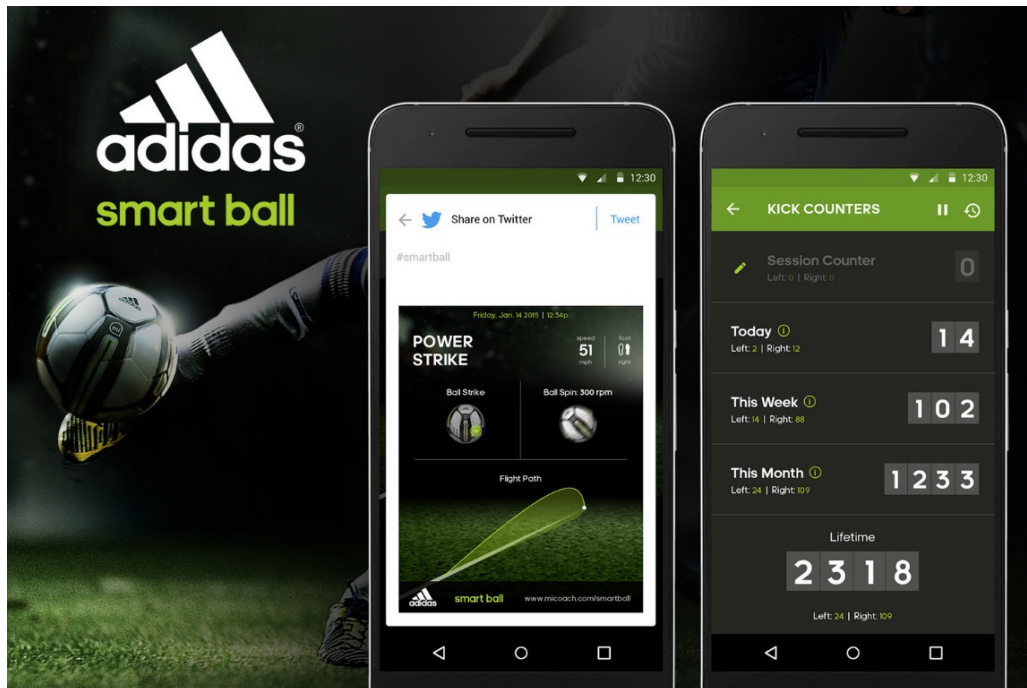 adidas®
smart ball
12:30
Share on Twitter
Tweet
#smartball
Friday, Jan. 14 2015 | 12:34p
POWER
STRIKE
speed
51
mph
foot
right
Ball Strike
Ball Spin: 300 rpm
Flight Path
adidas
smart ball
www.micoach.com/smartball
12:30
KICK COUNTERS
Session Counter
Left: 0 | Right: 0
0
Today
Left: 2 | Right: 12
14
This Week
Left: 14 | Right: 88
102
This Month
Left: 24 | Right: 109
1233
Lifetime
2318
Left: 24 | Right: 109